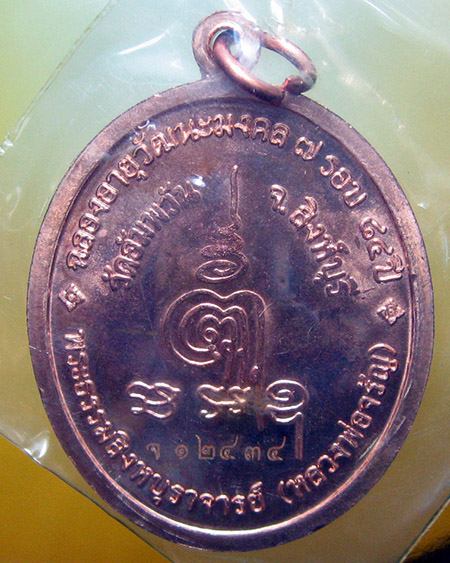 ฉลองอายุวัฒนะมงคล ๗ รอบ ๘๔ ปี
วัดอัมพวัน จ.สิงห์บุรี
จ ๑๒๔๓๔
พระธรรมสิงหบุราจารย์ (หลวงพ่อจรัญ)